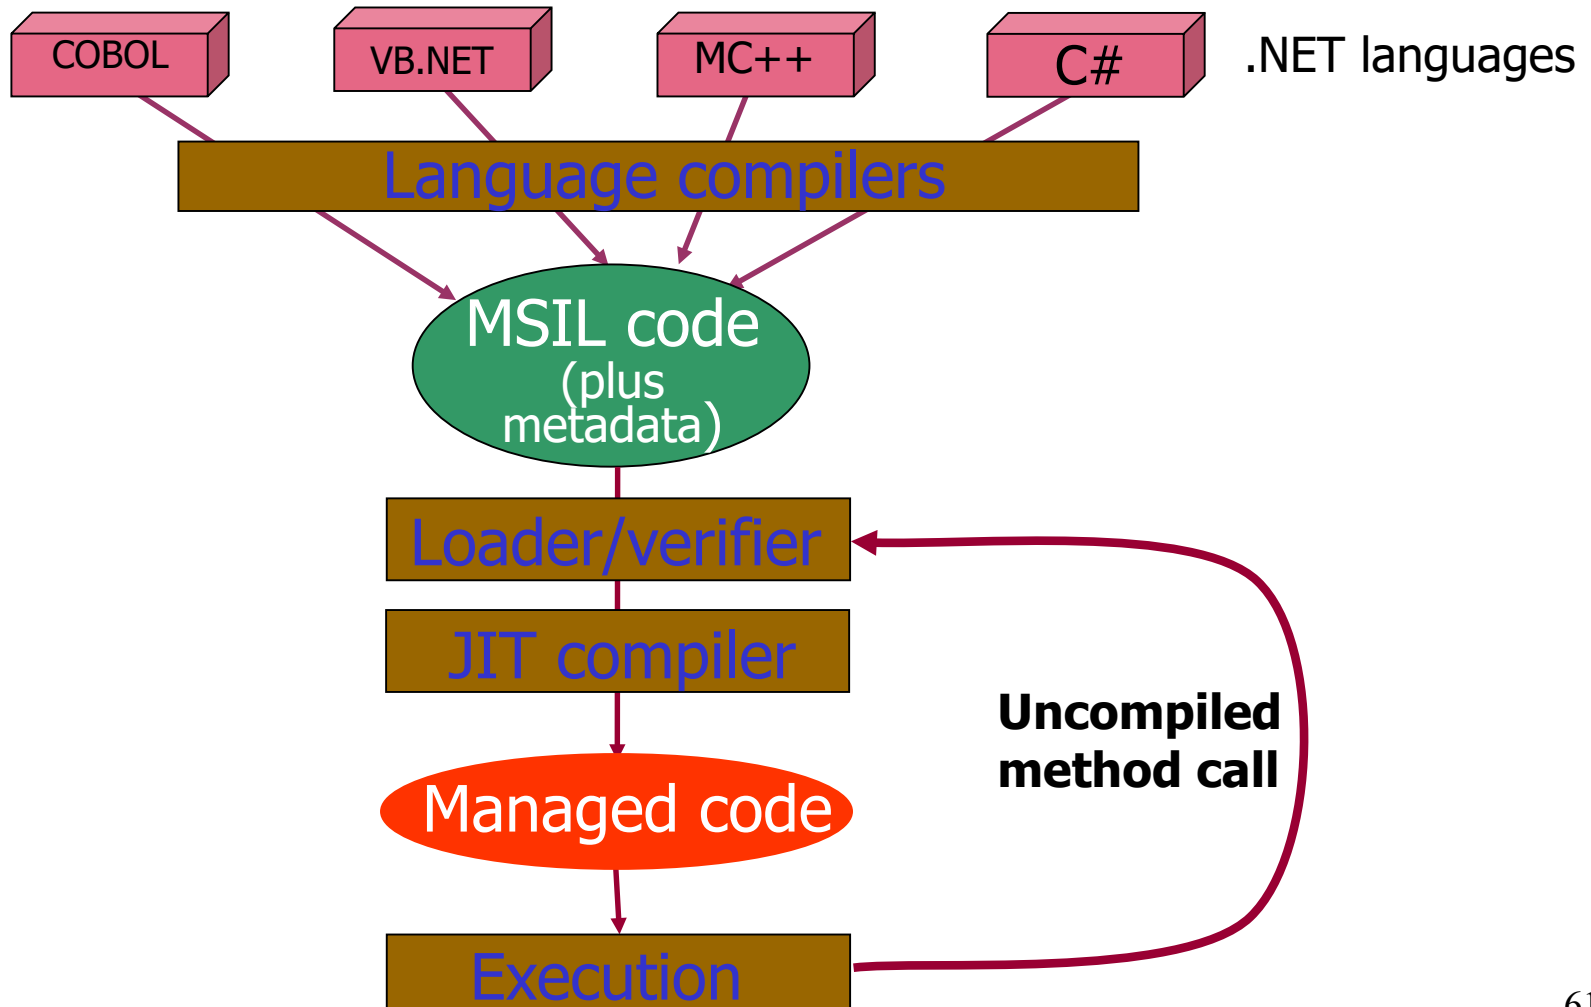 COBOL
VB.NET
MC++
C#
.NET languages
Language compilers
MSIL code
(plus
metadata)
Loader/verifier
JIT compiler
Uncompiled
method call
Managed code
Execution
61